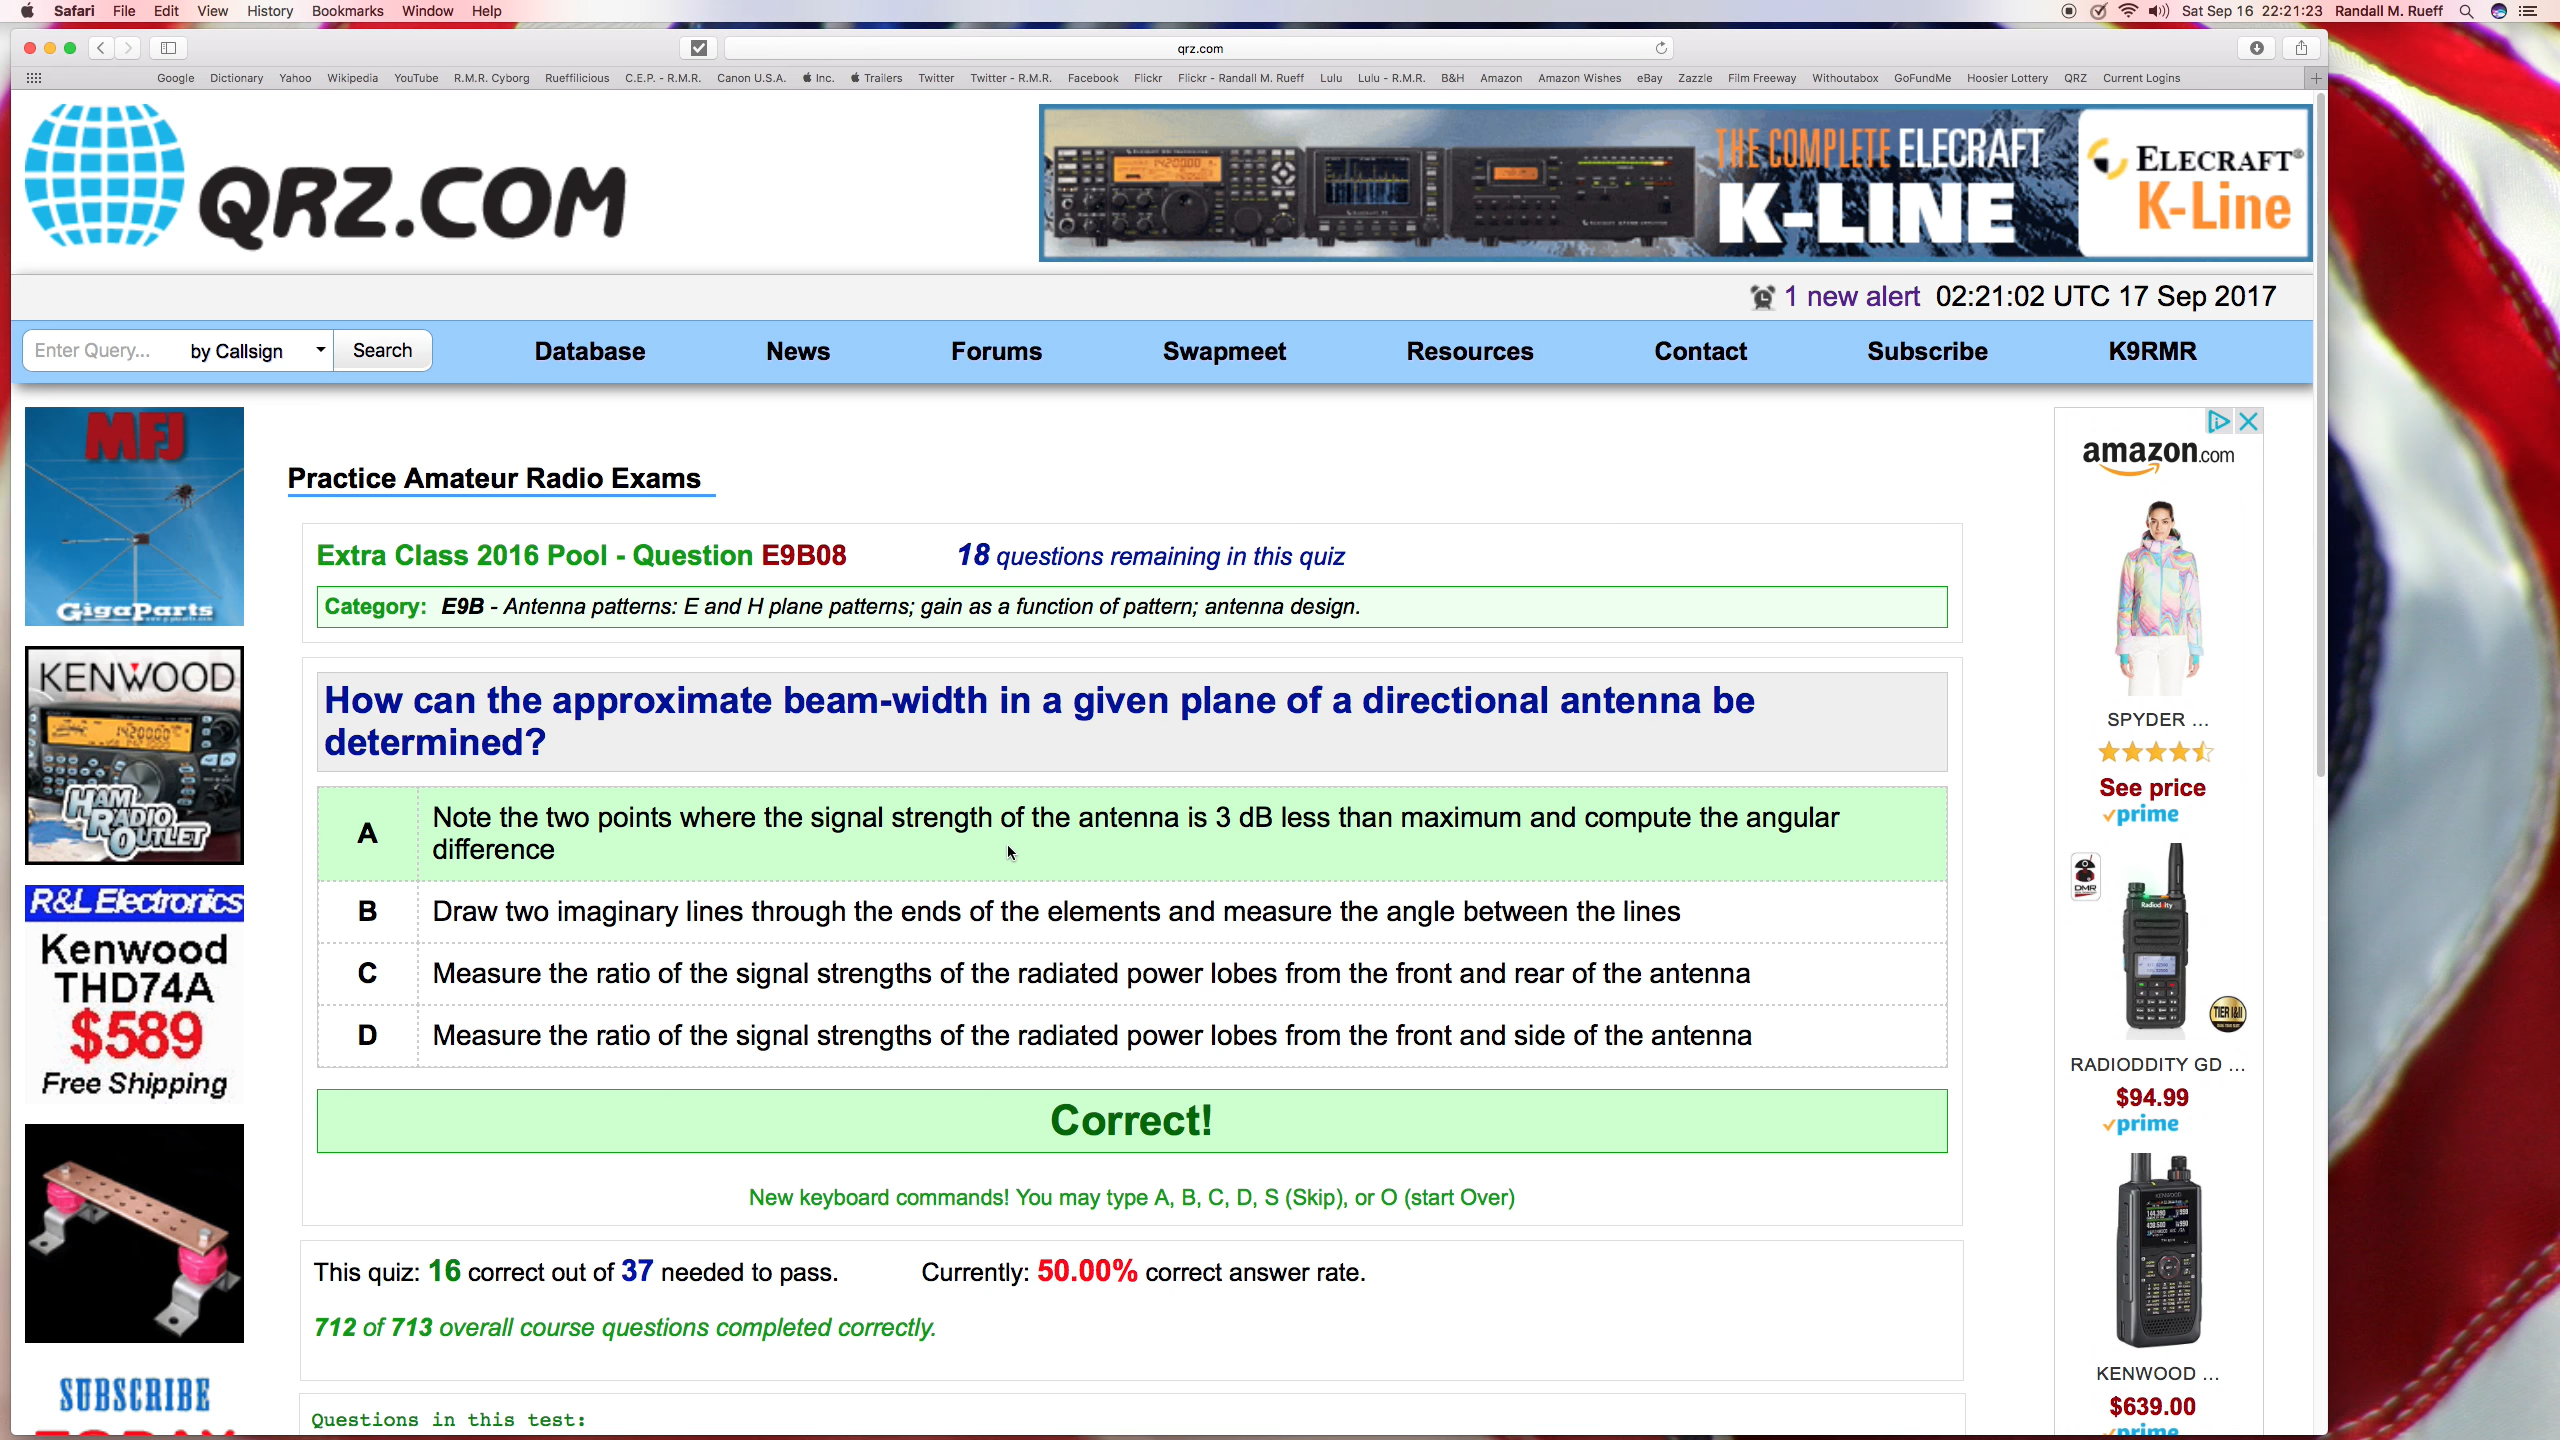 Safari File Edit View History Bookmarks Window Help
Sat Sep 16 22:21:23 Randall M. Rueff
qrz.com
Google Dictionary Yahoo Wikipedia YouTube R.M.R. Cyborg Rueffilicious C.E.P. - R.M.R. Canon U.S.A. Inc. Trailers Twitter Twitter - R.M.R. Facebook Flickr Flickr - Randall M. Rueff Lulu Lulu - R.M.R. B&H Amazon Amazon Wishes eBay Zazzle Film Freeway Withoutabox GoFundMe Hoosier Lottery QRZ Current Logins
QRZ.COM
THE COMPLETE ELECRAFT
K-LINE
ELECRAFT®
K-Line
1 new alert 02:21:02 UTC 17 Sep 2017
Enter Query... by Callsign Search Database News Forums Swapmeet Resources Contact Subscribe K9RMR
MFJ
GigaParts
KENWOOD
HAM RADIO OUTLET
R&L Electronics
Kenwood
THD74A
$589
Free Shipping
SUBSCRIBE
TODAY
Practice Amateur Radio Exams
Extra Class 2016 Pool - Question E9B08 18 questions remaining in this quiz
Category: E9B - Antenna patterns: E and H plane patterns; gain as a function of pattern; antenna design.
How can the approximate beam-width in a given plane of a directional antenna be
determined?
A Note the two points where the signal strength of the antenna is 3 dB less than maximum and compute the angular
difference
B Draw two imaginary lines through the ends of the elements and measure the angle between the lines
C Measure the ratio of the signal strengths of the radiated power lobes from the front and rear of the antenna
D Measure the ratio of the signal strengths of the radiated power lobes from the front and side of the antenna
Correct!
New keyboard commands! You may type A, B, C, D, S (Skip), or O (start Over)
This quiz: 16 correct out of 37 needed to pass. Currently: 50.00% correct answer rate.
712 of 713 overall course questions completed correctly.
Questions in this test:
amazon.com
SPYDER ...
See price
prime
DMR
Radioddity
TIER I&II
RADIODDITY GD ...
$94.99
prime
KENWOOD
KENWOOD ...
$639.00
prime